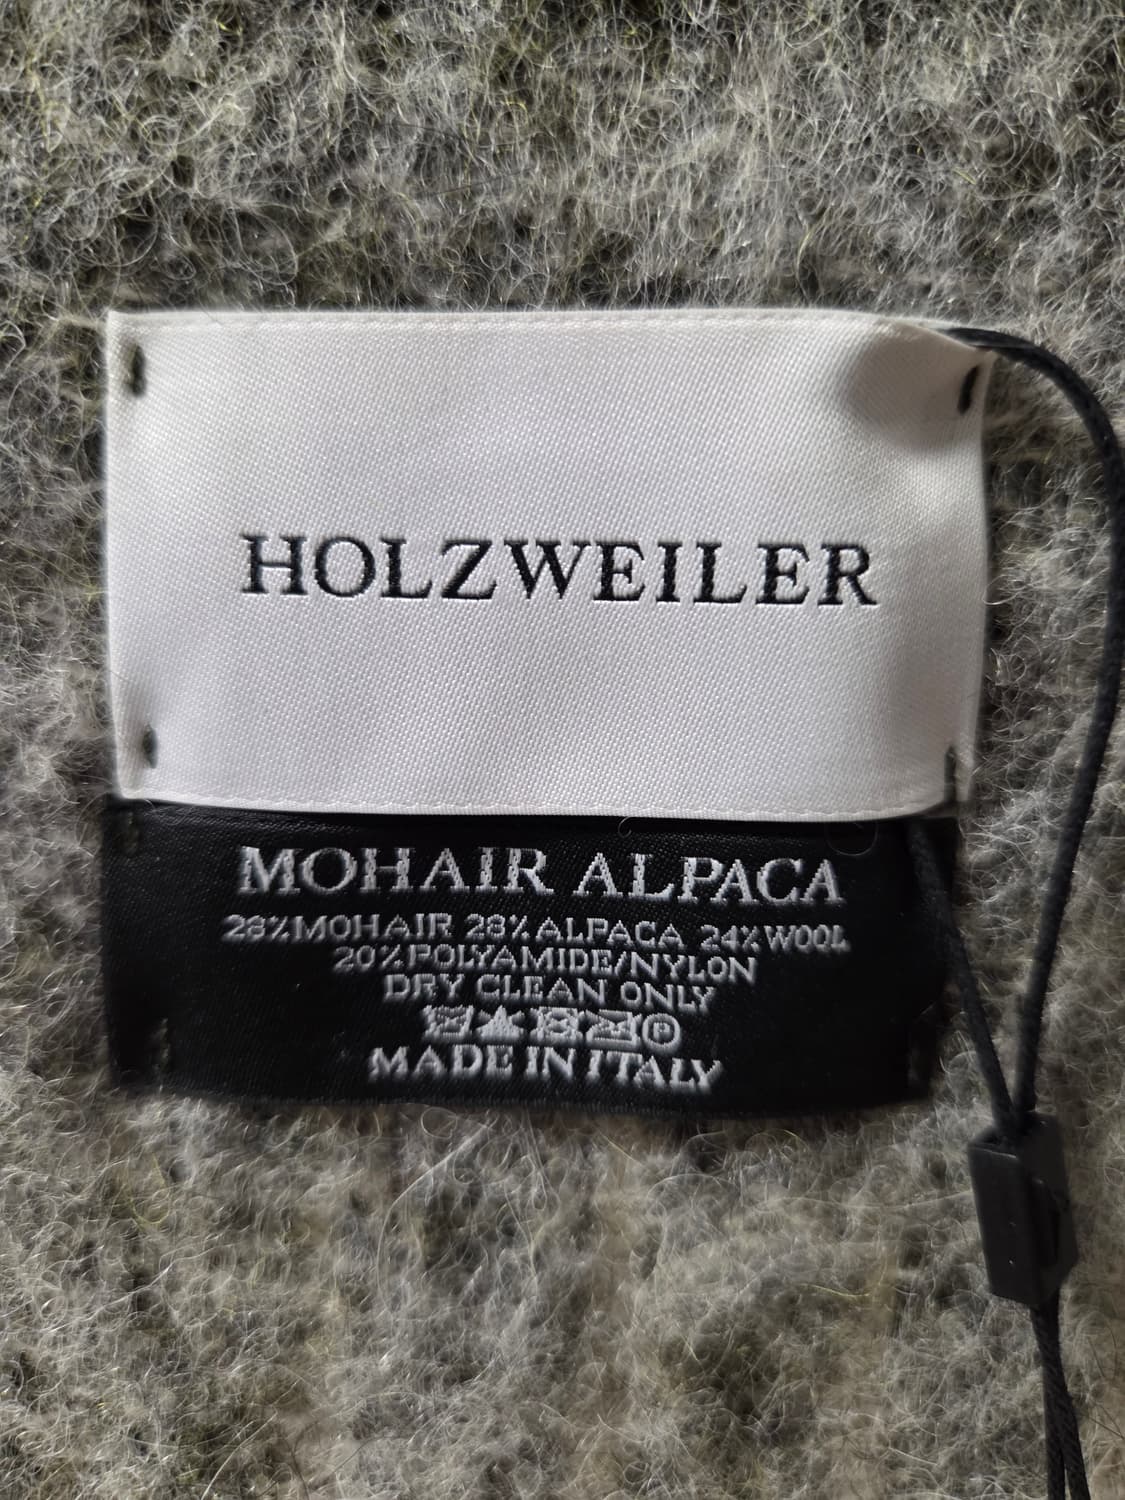 HOLZWEILER
MOHAIR ALPACA
28%MOHAIR 28%ALPACA 24%WOOL
20%POLYAMIDE/NYLON
DRY CLEAN ONLY
P
MADE IN ITALY